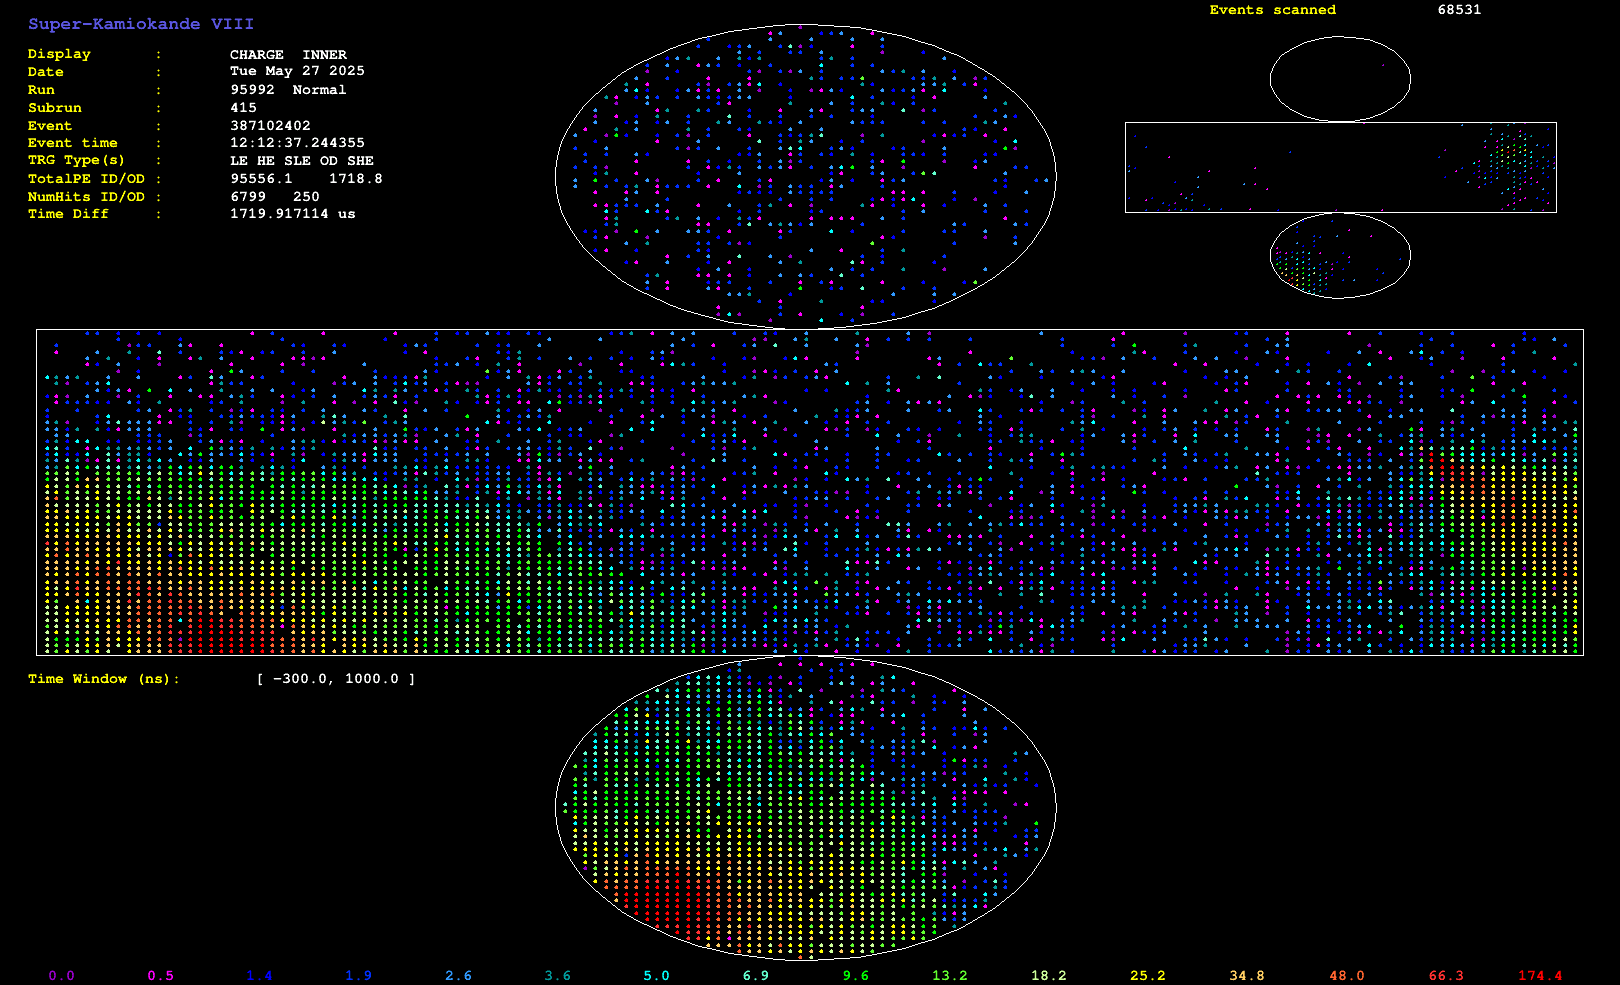 Super-Kamiokande VIII
Events scanned 68531
Display : CHARGE INNER
Date : Tue May 27 2025
Run : 95992 Normal
Subrun : 415
Event : 387102402
Event time : 12:12:37.244355
TRG Type(s) : LE HE SLE OD SHE
TotalPE ID/OD : 95556.1 1718.8
NumHits ID/OD : 6799 250
Time Diff : 1719.917114 us
Time Window (ns): [ -300.0, 1000.0 ]
0.0 0.5 1.4 1.9 2.6 3.6 5.0 6.9 9.6 13.2 18.2 25.2 34.8 48.0 66.3 174.4